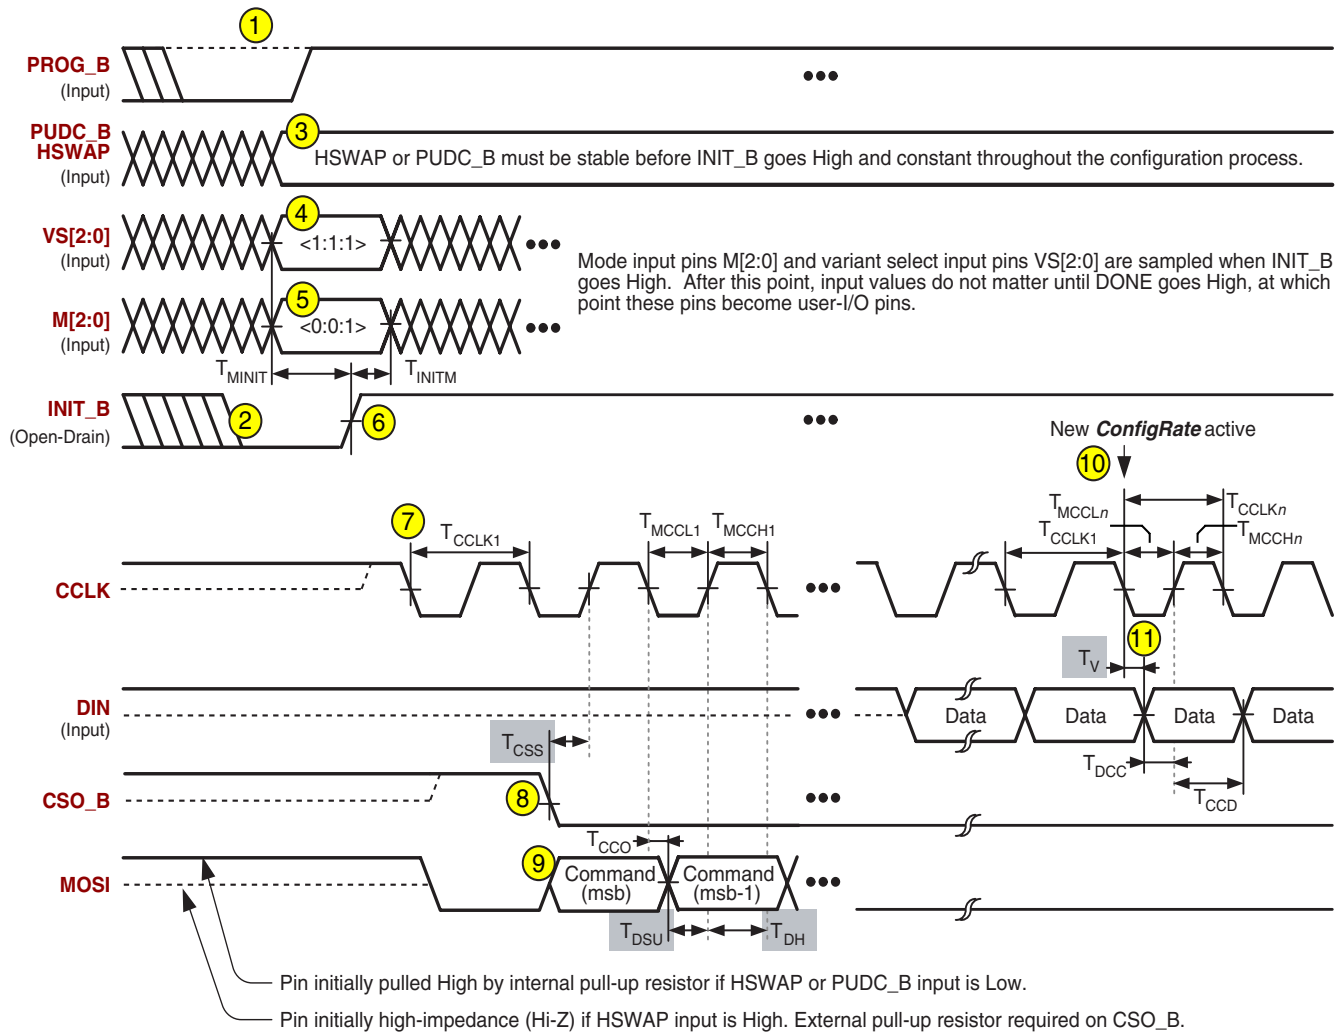 1
PROG_B
(Input)
PUDC_B
HSWAP
(Input)
3
HSWAP or PUDC_B must be stable before INIT_B goes High and constant throughout the configuration process.
VS[2:0]
(Input)
4
<1:1:1>
Mode input pins M[2:0] and variant select input pins VS[2:0] are sampled when INIT_B
goes High. After this point, input values do not matter until DONE goes High, at which
point these pins become user-I/O pins.
M[2:0]
(Input)
5
<0:0:1>
TMINIT
TINITM
INIT_B
(Open-Drain)
2
6
New ConfigRate active
10
7
TCCLK1
TMCCL1
TMCCH1
TMCCLn
TCCLKn
TCCLK1
TMCCHn
CCLK
11
TV
DIN
(Input)
Data
Data
Data
Data
TCSS
TDCC
TCCD
CSO_B
8
TCCO
MOSI
9
Command
(msb)
Command
(msb-1)
TDSU
TDH
Pin initially pulled High by internal pull-up resistor if HSWAP or PUDC_B input is Low.
Pin initially high-impedance (Hi-Z) if HSWAP input is High. External pull-up resistor required on CSO_B.